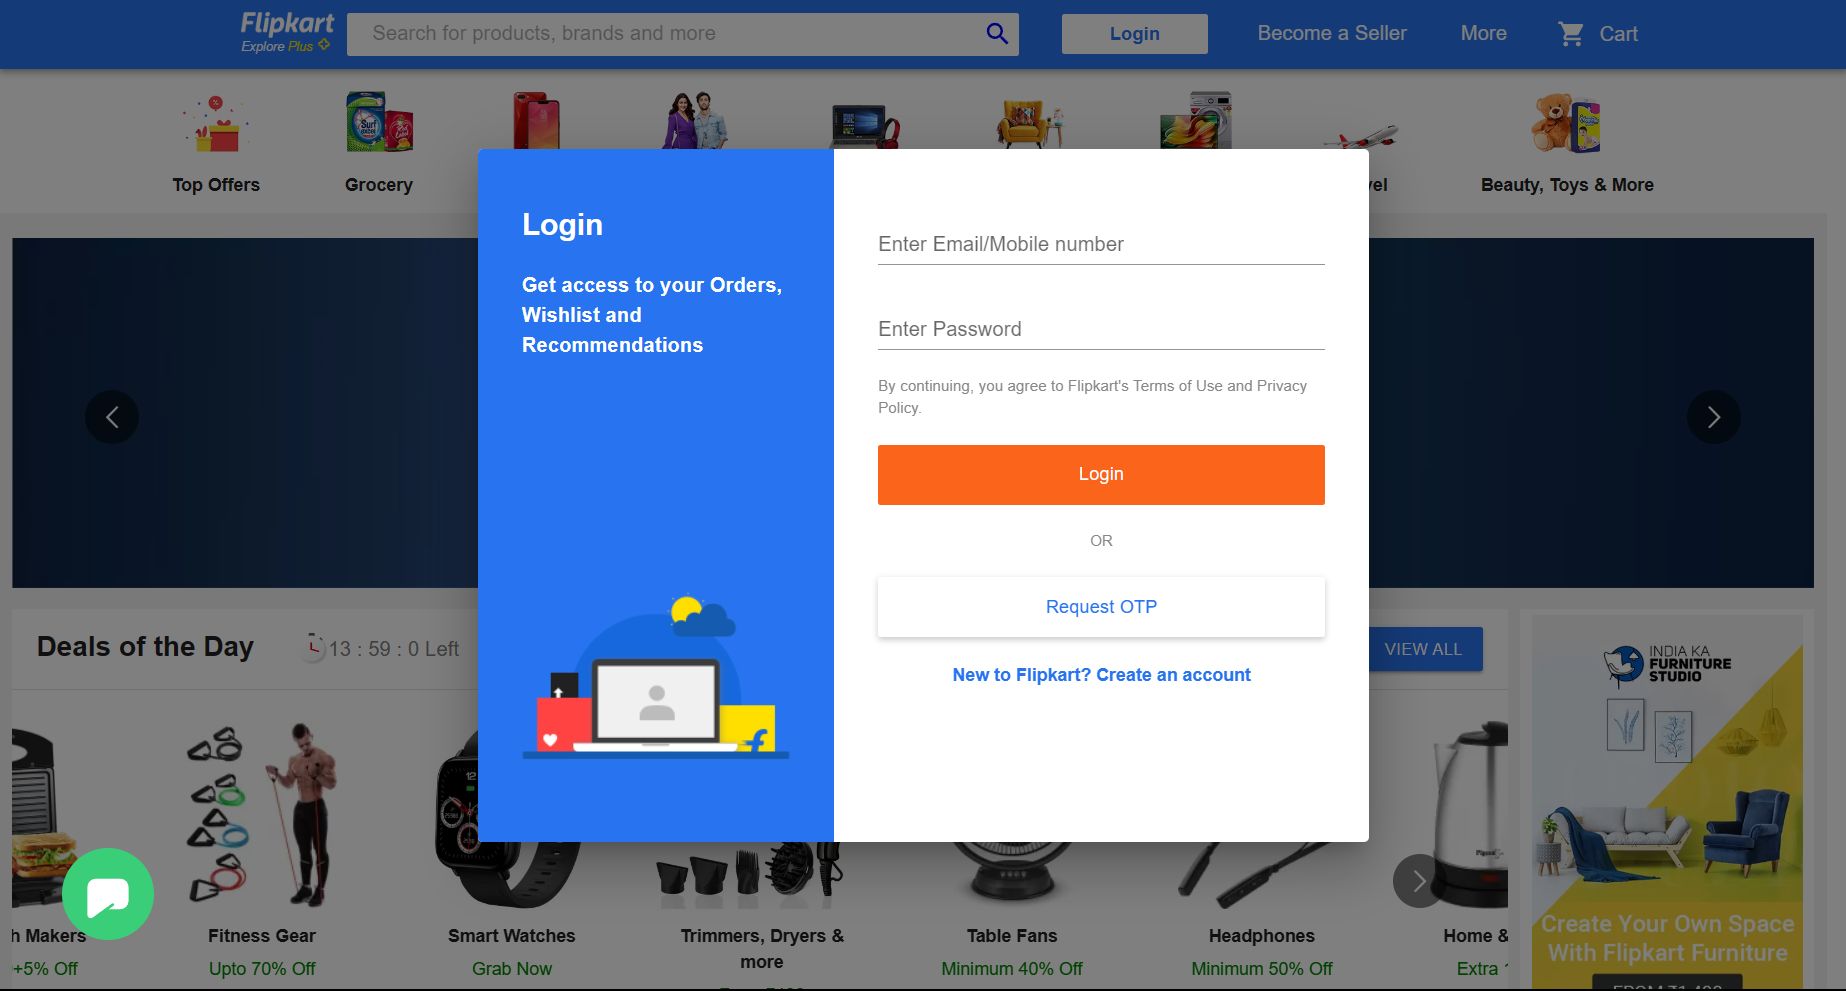 Flipkart
Explore Plus
Search for products, brands and more
Login
Become a Seller
More
Cart
Top Offers
Grocery
vel
Beauty, Toys & More
Login
Get access to your Orders,
Wishlist and
Recommendations
Enter Email/Mobile number
Enter Password
By continuing, you agree to Flipkart's Terms of Use and Privacy
Policy.
Login
OR
Request OTP
New to Flipkart? Create an account
Deals of the Day
13 : 59 : 0 Left
VIEW ALL
INDIA KA
FURNITURE
STUDIO
Create Your Own Space
With Flipkart Furniture
h Makers
+5% Off
Fitness Gear
Upto 70% Off
Smart Watches
Grab Now
Trimmers, Dryers &
more
Table Fans
Minimum 40% Off
Headphones
Minimum 50% Off
Home &
Extra
Surf
excel